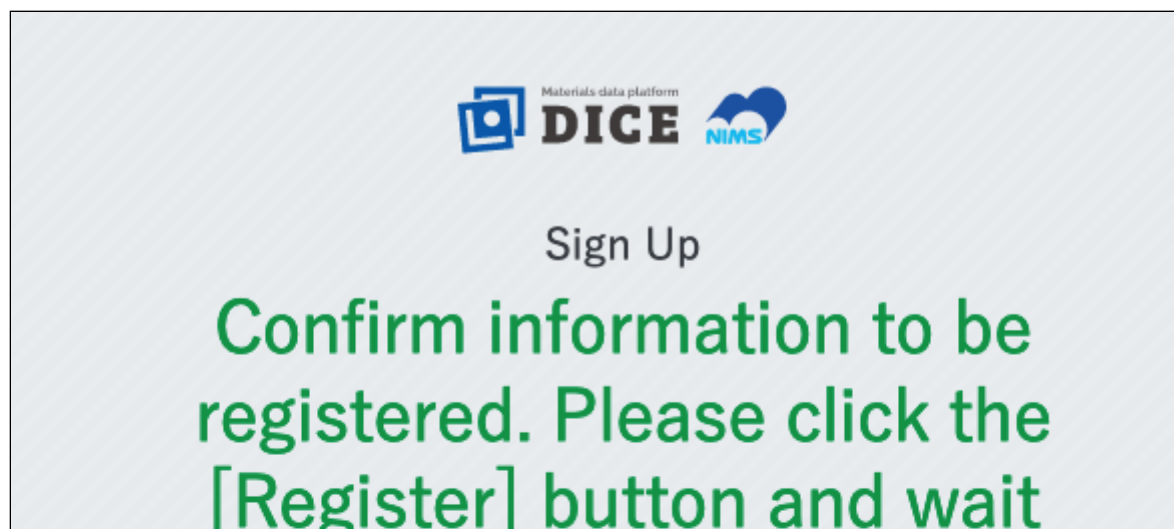 Materials data platform
DICE
NIMS
Sign Up
Confirm information to be
registered. Please click the
[Register] button and wait